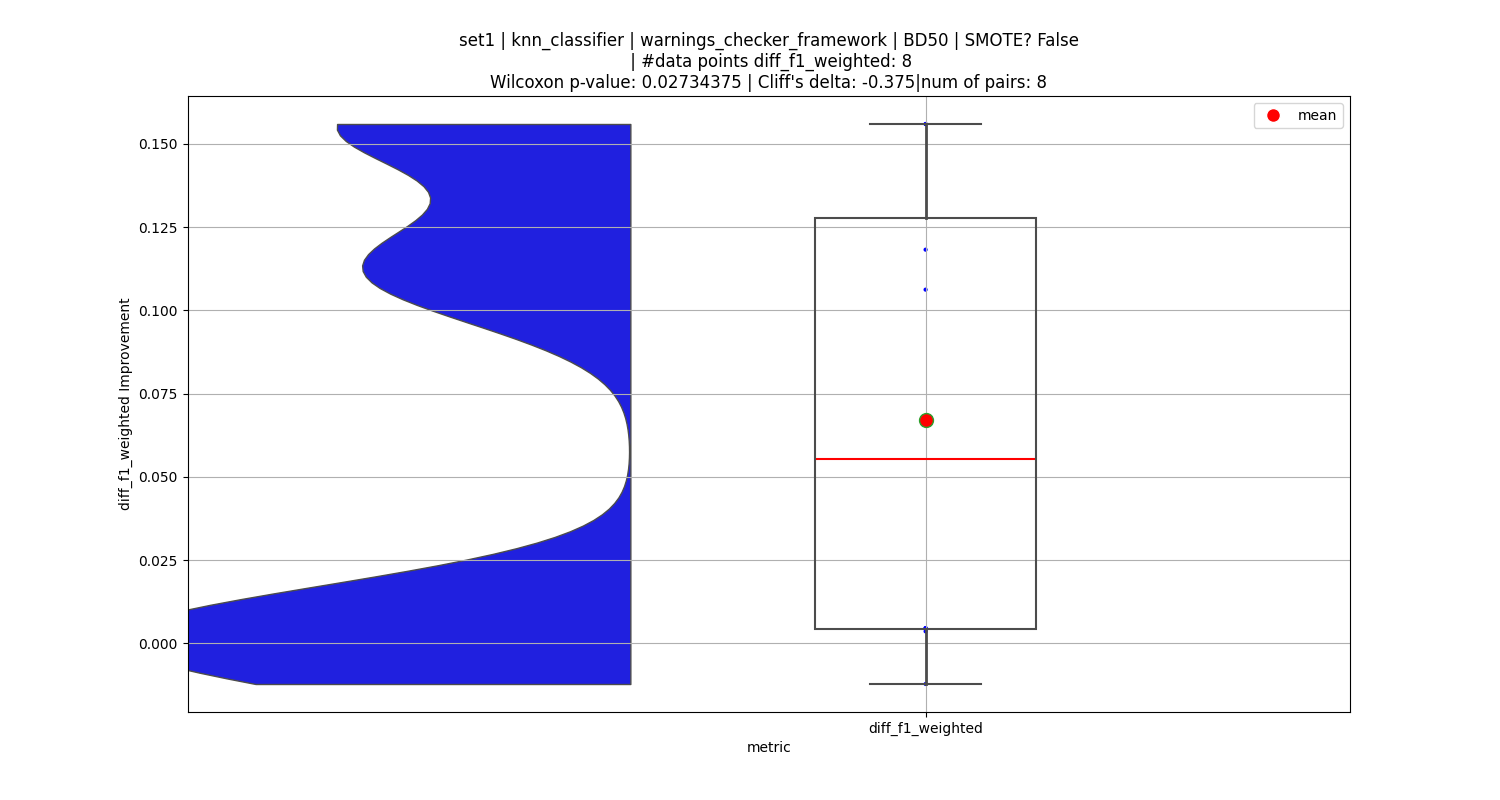 set1 | knn_classifier | warnings_checker_framework | BD50 | SMOTE? False
| #data points diff_f1_weighted: 8
Wilcoxon p-value: 0.02734375 | Cliff's delta: -0.375|num of pairs: 8
mean
0.150
0.125
0.100
0.075
0.050
0.025
0.000
diff_f1_weighted Improvement
diff_f1_weighted
metric